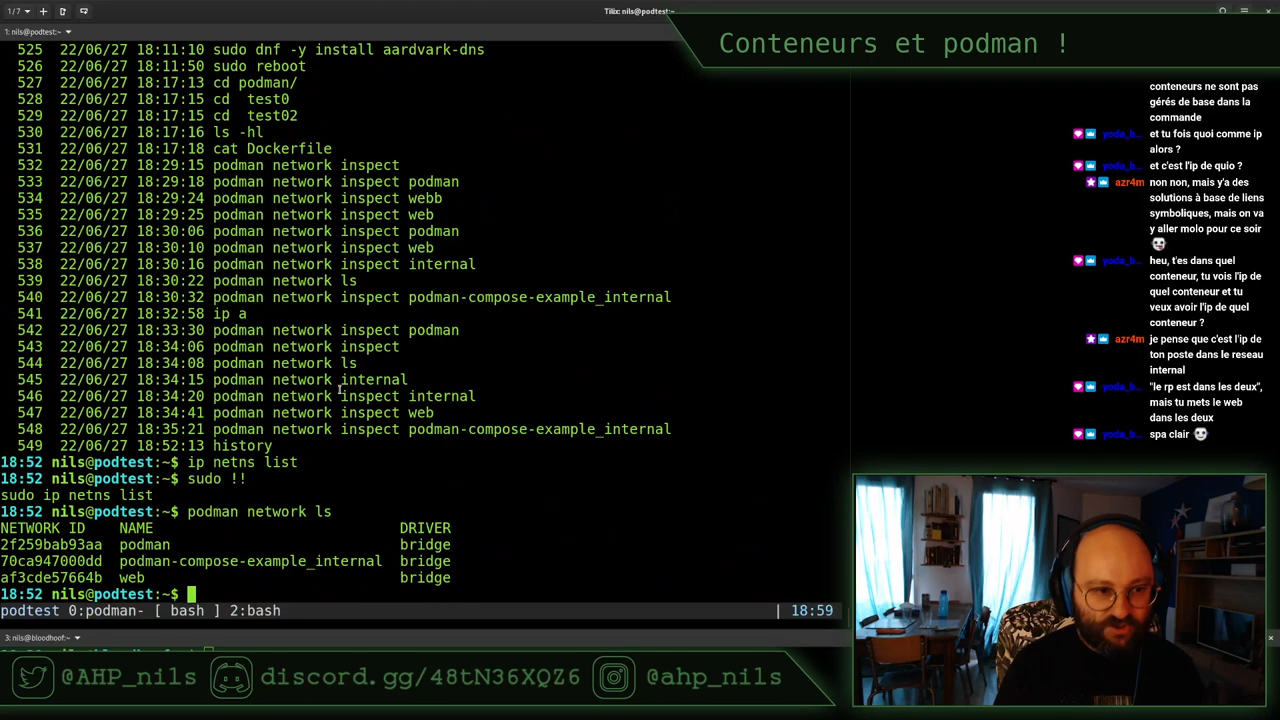 1/7
Tilix: nils@podtest:~
1: nils@podtest:~
Conteneurs et podman !
525 22/06/27 18:11:10 sudo dnf -y install aardvark-dns
526 22/06/27 18:11:50 sudo reboot
527 22/06/27 18:17:13 cd podman/
528 22/06/27 18:17:15 cd  test0
529 22/06/27 18:17:15 cd  test02
530 22/06/27 18:17:16 ls -hl
531 22/06/27 18:17:18 cat Dockerfile
532 22/06/27 18:29:15 podman network inspect
533 22/06/27 18:29:18 podman network inspect podman
534 22/06/27 18:29:24 podman network inspect webb
535 22/06/27 18:29:25 podman network inspect web
536 22/06/27 18:30:06 podman network inspect podman
537 22/06/27 18:30:10 podman network inspect web
538 22/06/27 18:30:16 podman network inspect internal
539 22/06/27 18:30:22 podman network ls
540 22/06/27 18:30:32 podman network inspect podman-compose-example_internal
541 22/06/27 18:32:58 ip a
542 22/06/27 18:33:30 podman network inspect podman
543 22/06/27 18:34:06 podman network inspect
544 22/06/27 18:34:08 podman network ls
545 22/06/27 18:34:15 podman network internal
546 22/06/27 18:34:20 podman network inspect internal
547 22/06/27 18:34:41 podman network inspect web
548 22/06/27 18:35:21 podman network inspect podman-compose-example_internal
549 22/06/27 18:52:13 history
18:52 nils@podtest:~$ ip netns list
18:52 nils@podtest:~$ sudo !!
sudo ip netns list
18:52 nils@podtest:~$ podman network ls
NETWORK ID NAME DRIVER
2f259bab93aa podman bridge
70ca947000dd podman-compose-example_internal bridge
af3cde57664b web bridge
18:52 nils@podtest:~$
podtest 0:podman- [ bash ] 2:bash | 18:59
3: nils@bloodhoof:~
conteneurs ne sont pas
gérés de base dans la
commande
yoda_b... et tu fois quoi comme ip
alors ?
yoda_b... et c'est l'ip de quio ?
azr4m non non, mais y'a des
solutions à base de liens
symboliques, mais on va
y aller molo pour ce soir
yoda_b... heu, t'es dans quel
conteneur, tu vois l'ip de
quel conteneur et tu
veux avoir l'ip de quel
conteneur ?
azr4m je pense que c'est l'ip de
ton poste dans le reseau
internal
yoda_b... "le rp est dans les deux",
mais tu mets le web
dans les deux
yoda_b... spa clair
@AHP_nils discord.gg/48tN36XQZ6 @ahp_nils